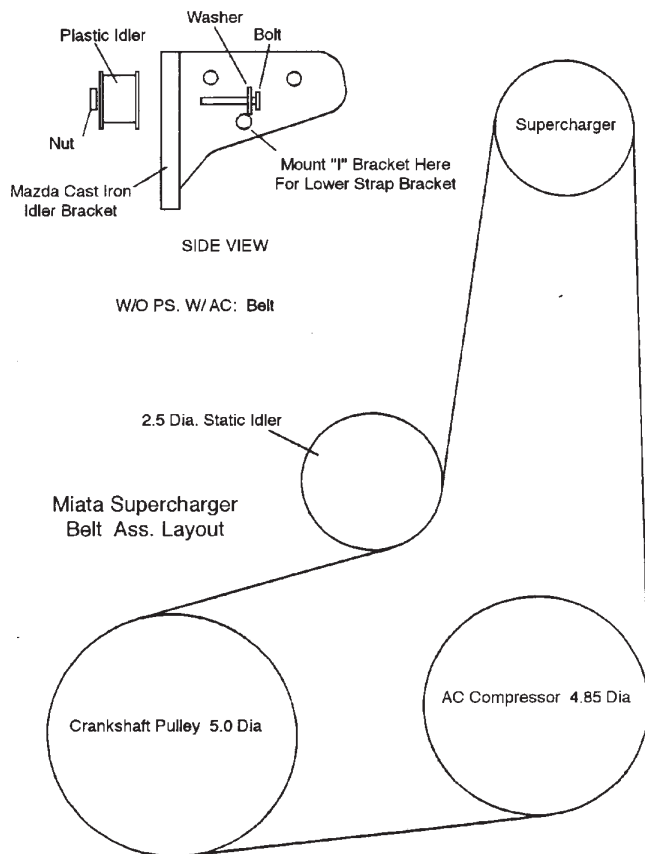 Washer
Plastic Idler
Bolt
Nut
Mount "I" Bracket Here
For Lower Strap Bracket
Mazda Cast Iron
Idler Bracket
SIDE VIEW
W/O PS. W/ AC: Belt
Supercharger
2.5 Dia. Static Idler
Miata Supercharger
Belt Ass. Layout
Crankshaft Pulley 5.0 Dia
AC Compressor 4.85 Dia